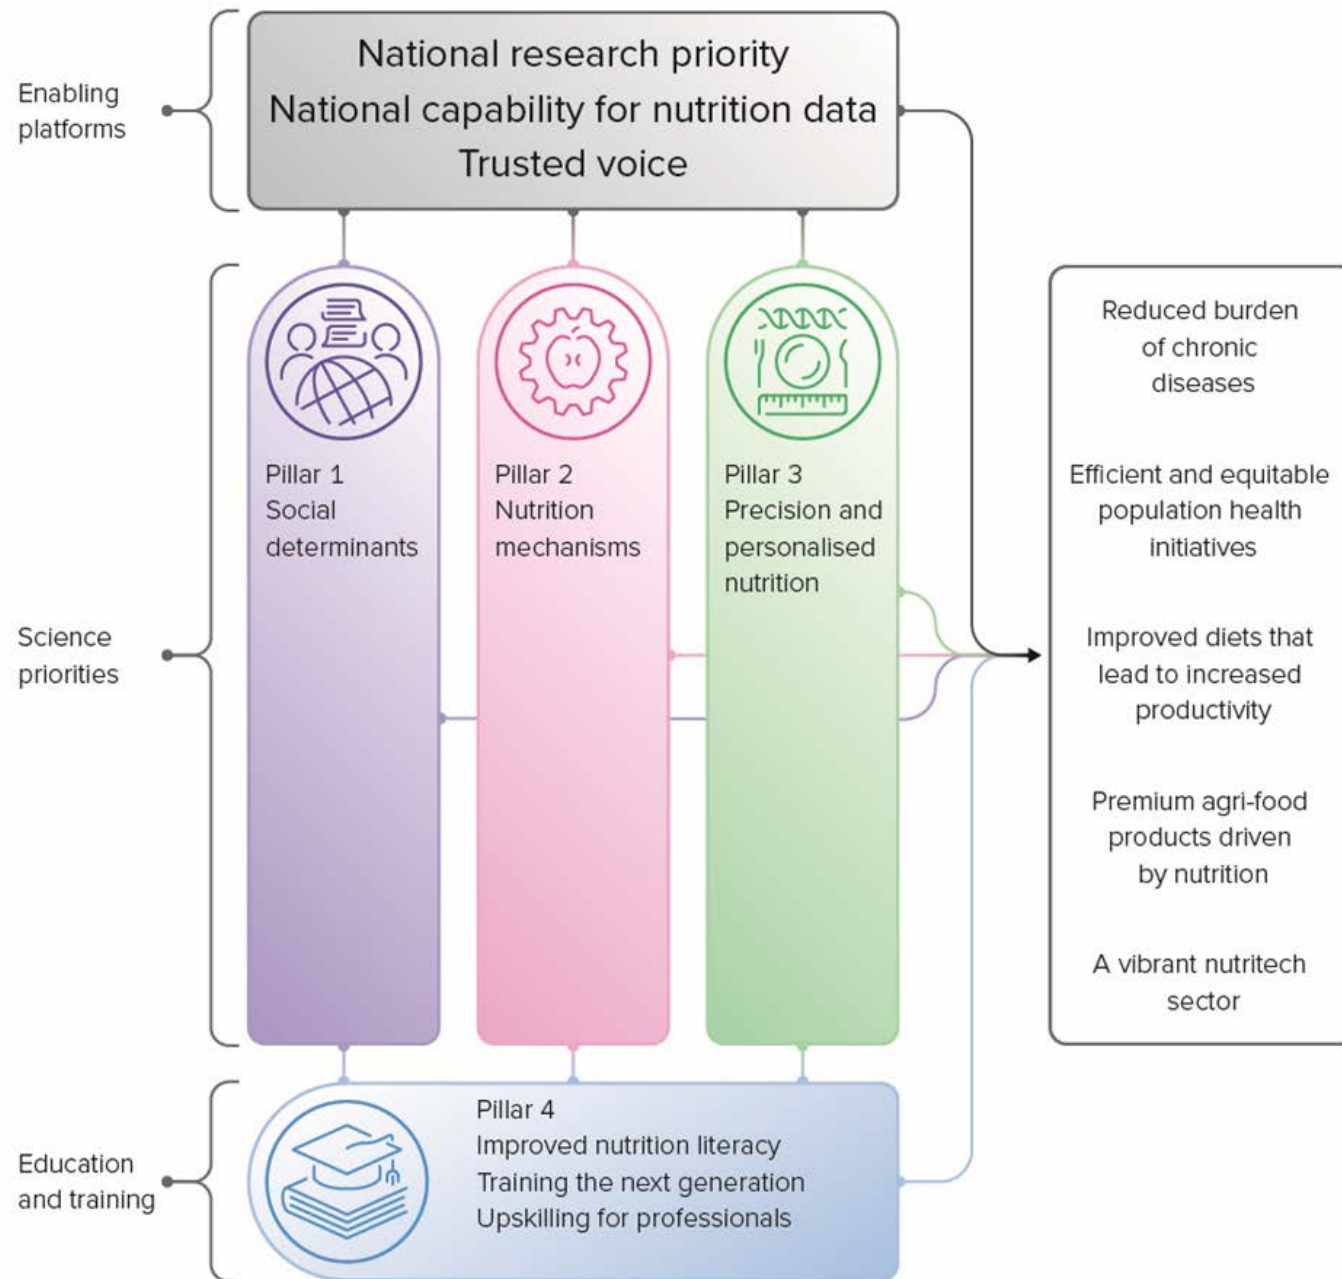 Enabling
platforms
National research priority
National capability for nutrition data
Trusted voice
Science
priorities
Pillar 1
Social
determinants
Pillar 2
Nutrition
mechanisms
Pillar 3
Precision and
personalised
nutrition
Education
and training
Pillar 4
Improved nutrition literacy
Training the next generation
Upskilling for professionals
Reduced burden
of chronic
diseases
Efficient and equitable
population health
initiatives
Improved diets that
lead to increased
productivity
Premium agri-food
products driven
by nutrition
A vibrant nutritech
sector